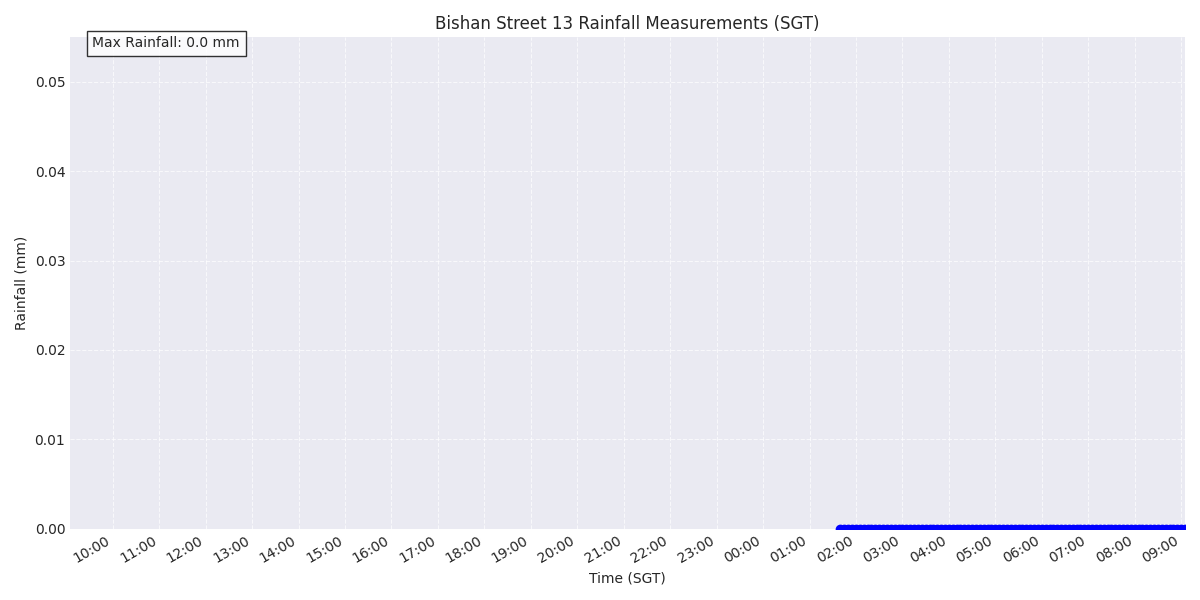 Bishan Street 13 Rainfall Measurements (SGT)
Max Rainfall: 0.0 mm
0.05
0.04
0.03
0.02
0.01
0.00
Rainfall (mm)
10:00 11:00 12:00 13:00 14:00 15:00 16:00 17:00 18:00 19:00 20:00 21:00 22:00 23:00 00:00 01:00 02:00 03:00 04:00 05:00 06:00 07:00 08:00 09:00
Time (SGT)